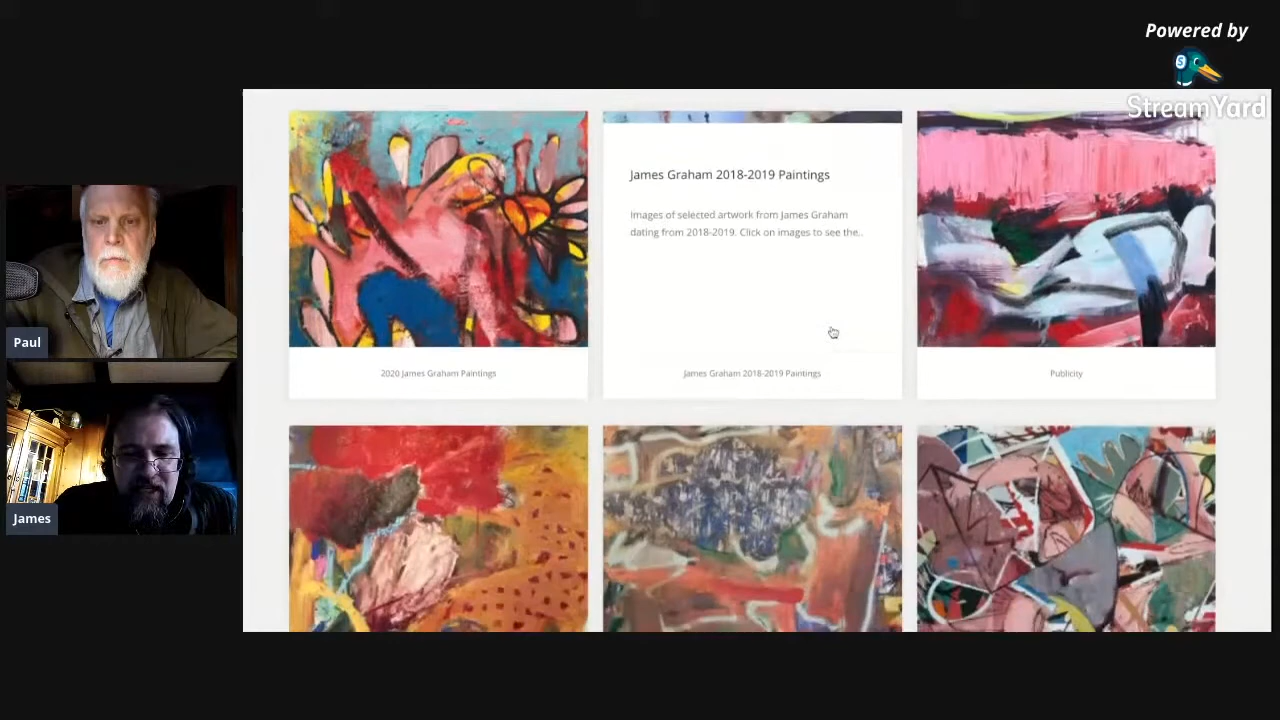 Powered by
StreamYard
James Graham 2018-2019 Paintings
Images of selected artwork from James Graham
dating from 2018-2019. Click on images to see the..
2020 James Graham Paintings
James Graham 2018-2019 Paintings
Publicity
Paul
James